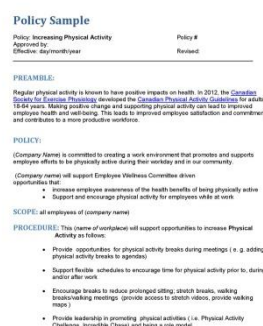 Policy Sample
Policy: Increasing Physical Activity Policy #
Approved by:
Effective: day/month/year Revised:
PREAMBLE:
Regular physical activity is known to have positive impacts on health. In 2012, the Canadian
Society for Exercise Physiology developed the Canadian Physical Activity Guidelines for adults
18-64 years. Making positive change and supporting physical activity can lead to improved
employee health and well-being. This leads to improved employee satisfaction and commitment
and contributes to a more productive workforce.
POLICY:
(Company Name) is committed to creating a work environment that promotes and supports
employee efforts to be physically active during their workday and in our community.
(Company name) will support Employee Wellness Committee driven
opportunities that:
• increase employee awareness of the health benefits of being physically active
• Support and encourage physical activity for employees while at work
SCOPE: all employees of (company name)
PROCEDURE: This (name of workplace) will support opportunities to increase Physical
Activity as follows:
• Provide opportunities for physical activity breaks during meetings ( e. g. adding
physical activity breaks to agendas)
• Support flexible schedules to encourage time for physical activity prior to, during
and/or after work
• Encourage breaks to reduce prolonged sitting; stretch breaks, walking
breaks/walking meetings (provide access to stretch videos, provide walking
maps )
• Provide leadership in promoting physical activities ( i.e. Physical Activity
Challenge, Incredible Chase) and being a role model